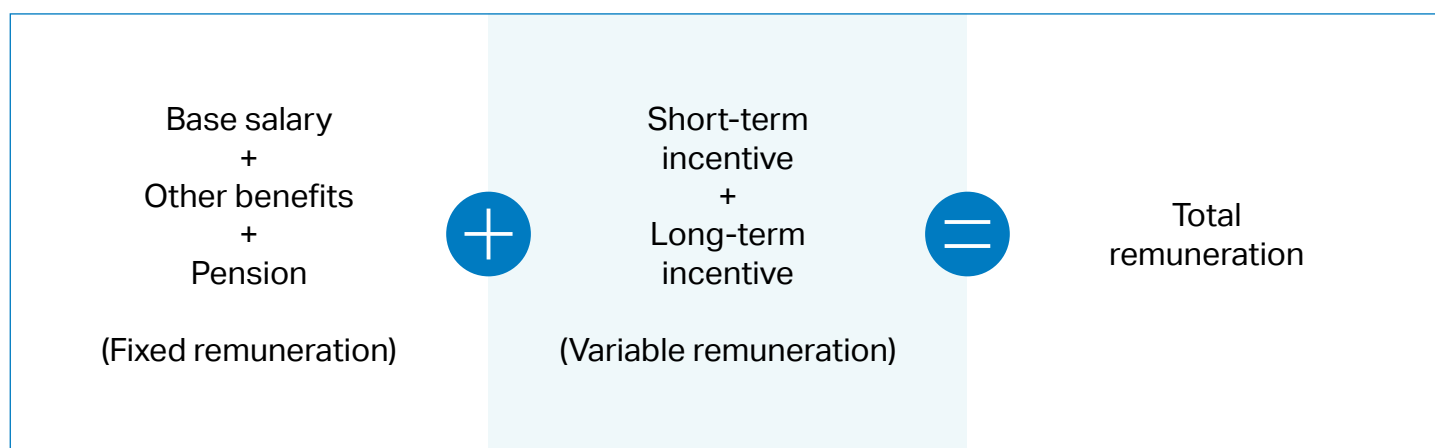 Base salary
+
Other benefits
+
Pension
(Fixed remuneration)
+
Short-term
incentive
+
Long-term
incentive
(Variable remuneration)
=
Total
remuneration